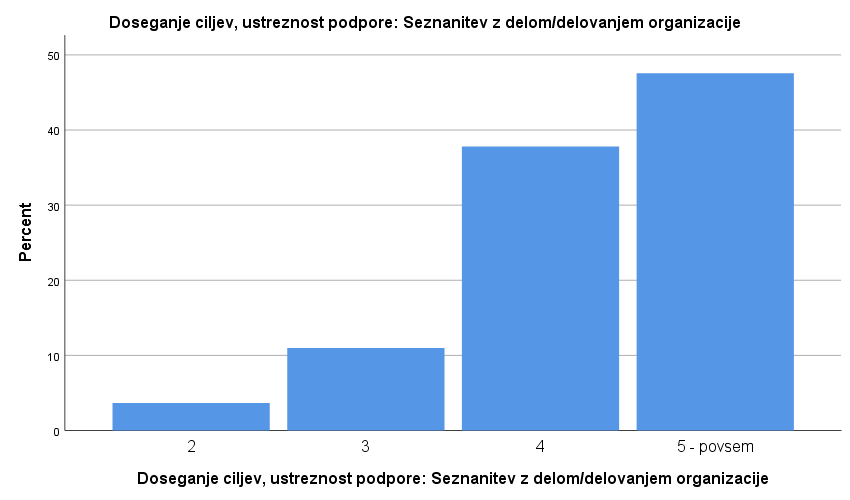 Doseganje ciljev, ustreznost podpore: Seznanitev z delom/delovanjem organizacije
Percent
50
40
30
20
10
0
2 3 4 5 - povsem
Doseganje ciljev, ustreznost podpore: Seznanitev z delom/delovanjem organizacije